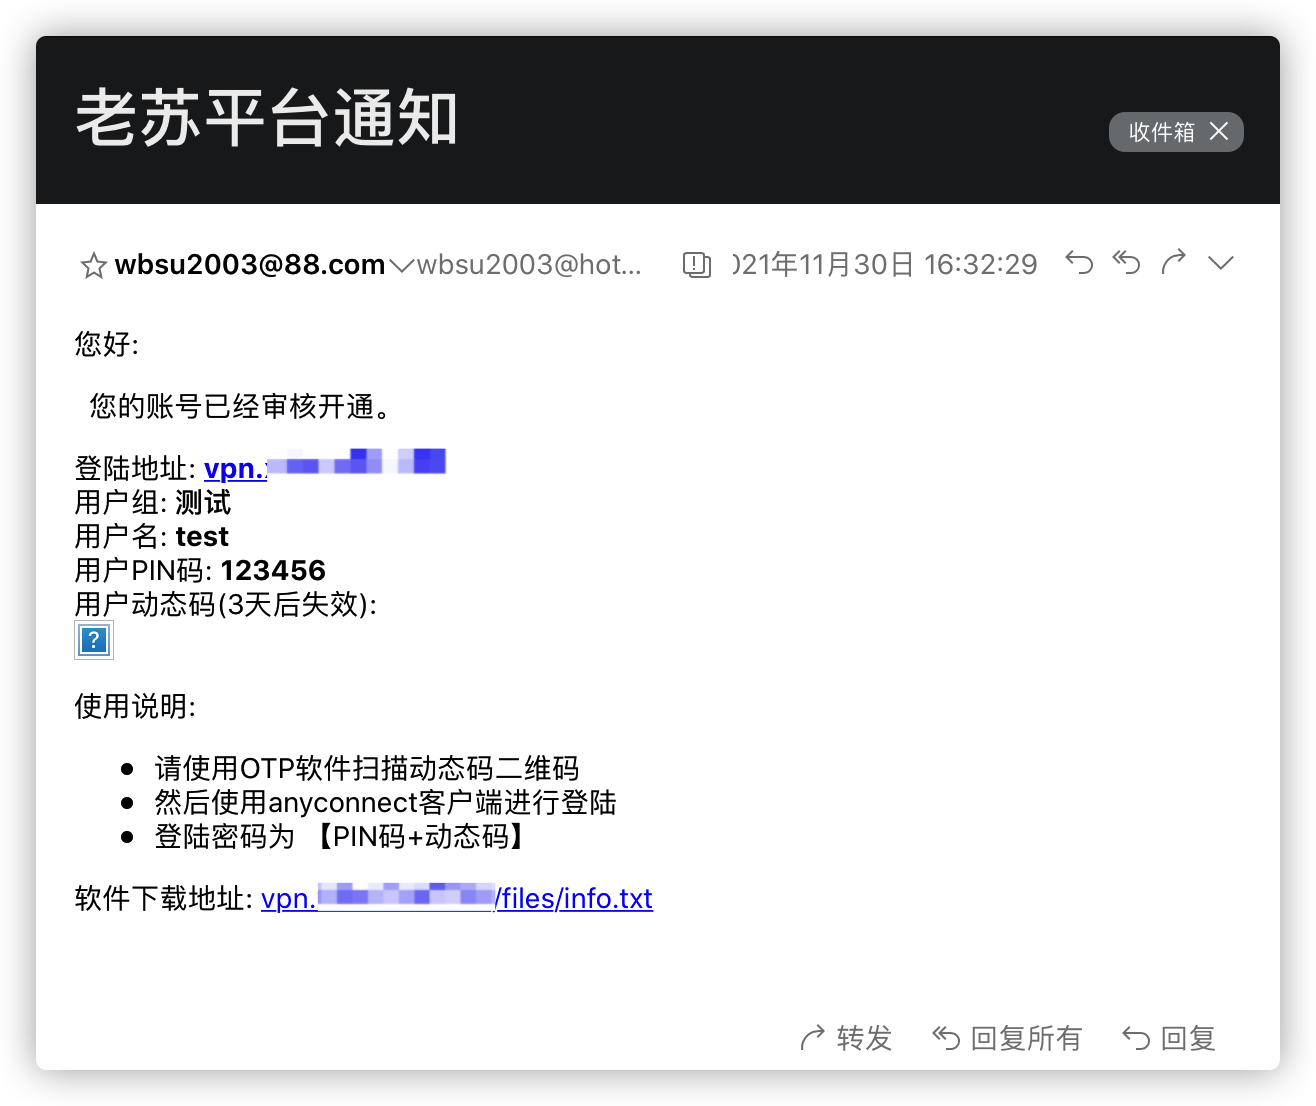 老苏平台通知
收件箱
wbsu2003@88.com wbsu2003@hot... 021年11月30日 16:32:29
您好:
您的账号已经审核开通。
登陆地址: vpn.
用户组: 测试
用户名: test
用户PIN码: 123456
用户动态码(3天后失效):
?
使用说明:
● 请使用OTP软件扫描动态码二维码
● 然后使用anyconnect客户端进行登陆
● 登陆密码为 【PIN码+动态码】
软件下载地址: vpn. /files/info.txt
转发 回复所有 回复